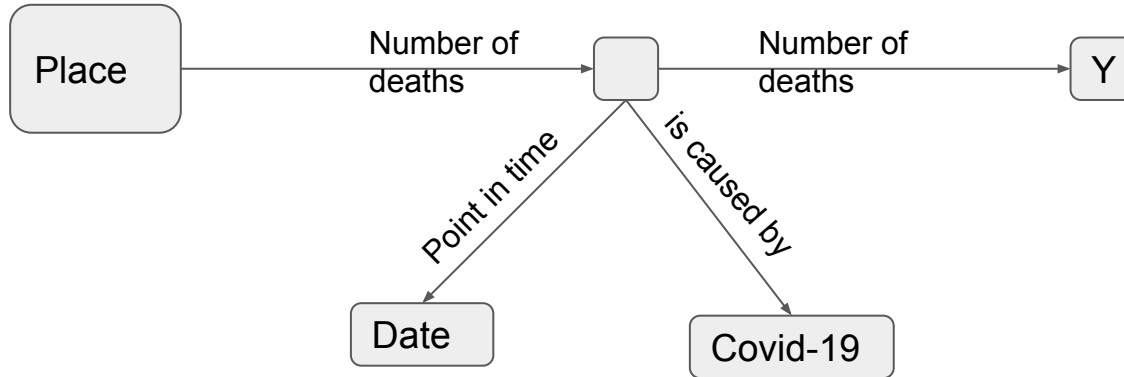 Place
Number of
deaths
Number of
deaths
Y
Point in time
is caused by
Date
Covid-19